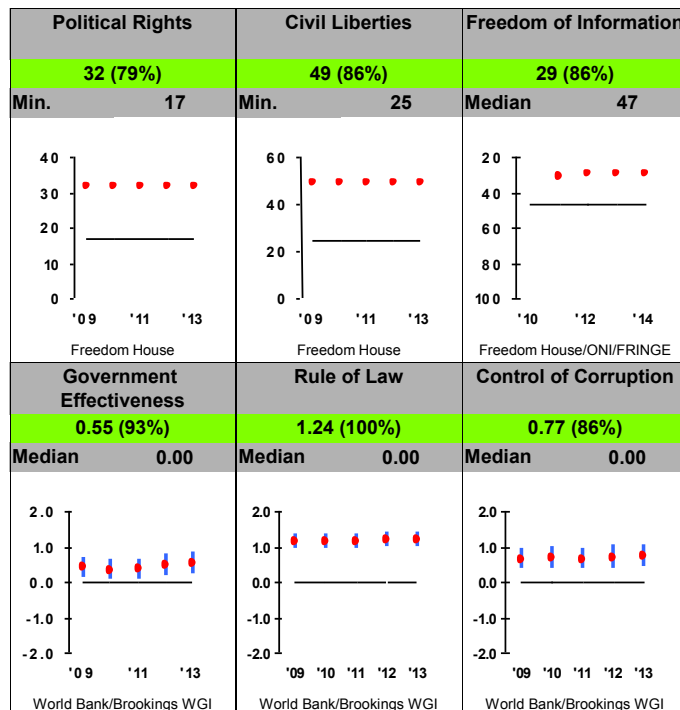 Political Rights
32 (79%)
Min. 17
40
30
20
10
0
'09 '11 '13
Freedom House
Civil Liberties
49 (86%)
Min. 25
60
40
20
0
'09 '11 '13
Freedom House
Freedom of Information
29 (86%)
Median 47
20
40
60
80
100
'10 '12 '14
Freedom House/ONI/FRINGE
Government
Effectiveness
0.55 (93%)
Median 0.00
2.0
1.0
0.0
-1.0
-2.0
'09 '11 '13
World Bank/Brookings WGI
Rule of Law
1.24 (100%)
Median 0.00
2.0
1.0
0.0
-1.0
-2.0
'09 '10 '11 '12 '13
World Bank/Brookings WGI
Control of Corruption
0.77 (86%)
Median 0.00
2.0
1.0
0.0
-1.0
-2.0
'09 '10 '11 '12 '13
World Bank/Brookings WGI